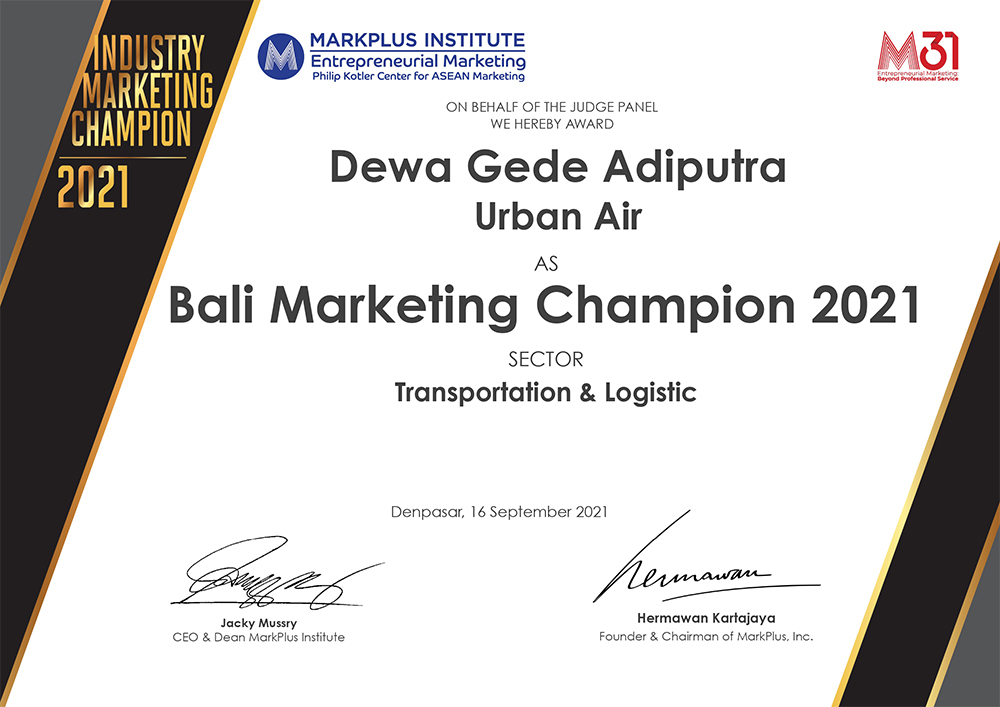 INDUSTRY
MARKETING
CHAMPION
2021
MARKPLUS INSTITUTE
Entrepreneurial Marketing
Philip Kotler Center for ASEAN Marketing
M31
Entrepreneurial Marketing:
Beyond Professional Service
ON BEHALF OF THE JUDGE PANEL
WE HEREBY AWARD
Dewa Gede Adiputra
Urban Air
AS
Bali Marketing Champion 2021
SECTOR
Transportation & Logistic
Denpasar, 16 September 2021
Hermawan
Jacky Mussry
CEO & Dean MarkPlus Institute
Hermawan Kartajaya
Founder & Chairman of MarkPlus, Inc.